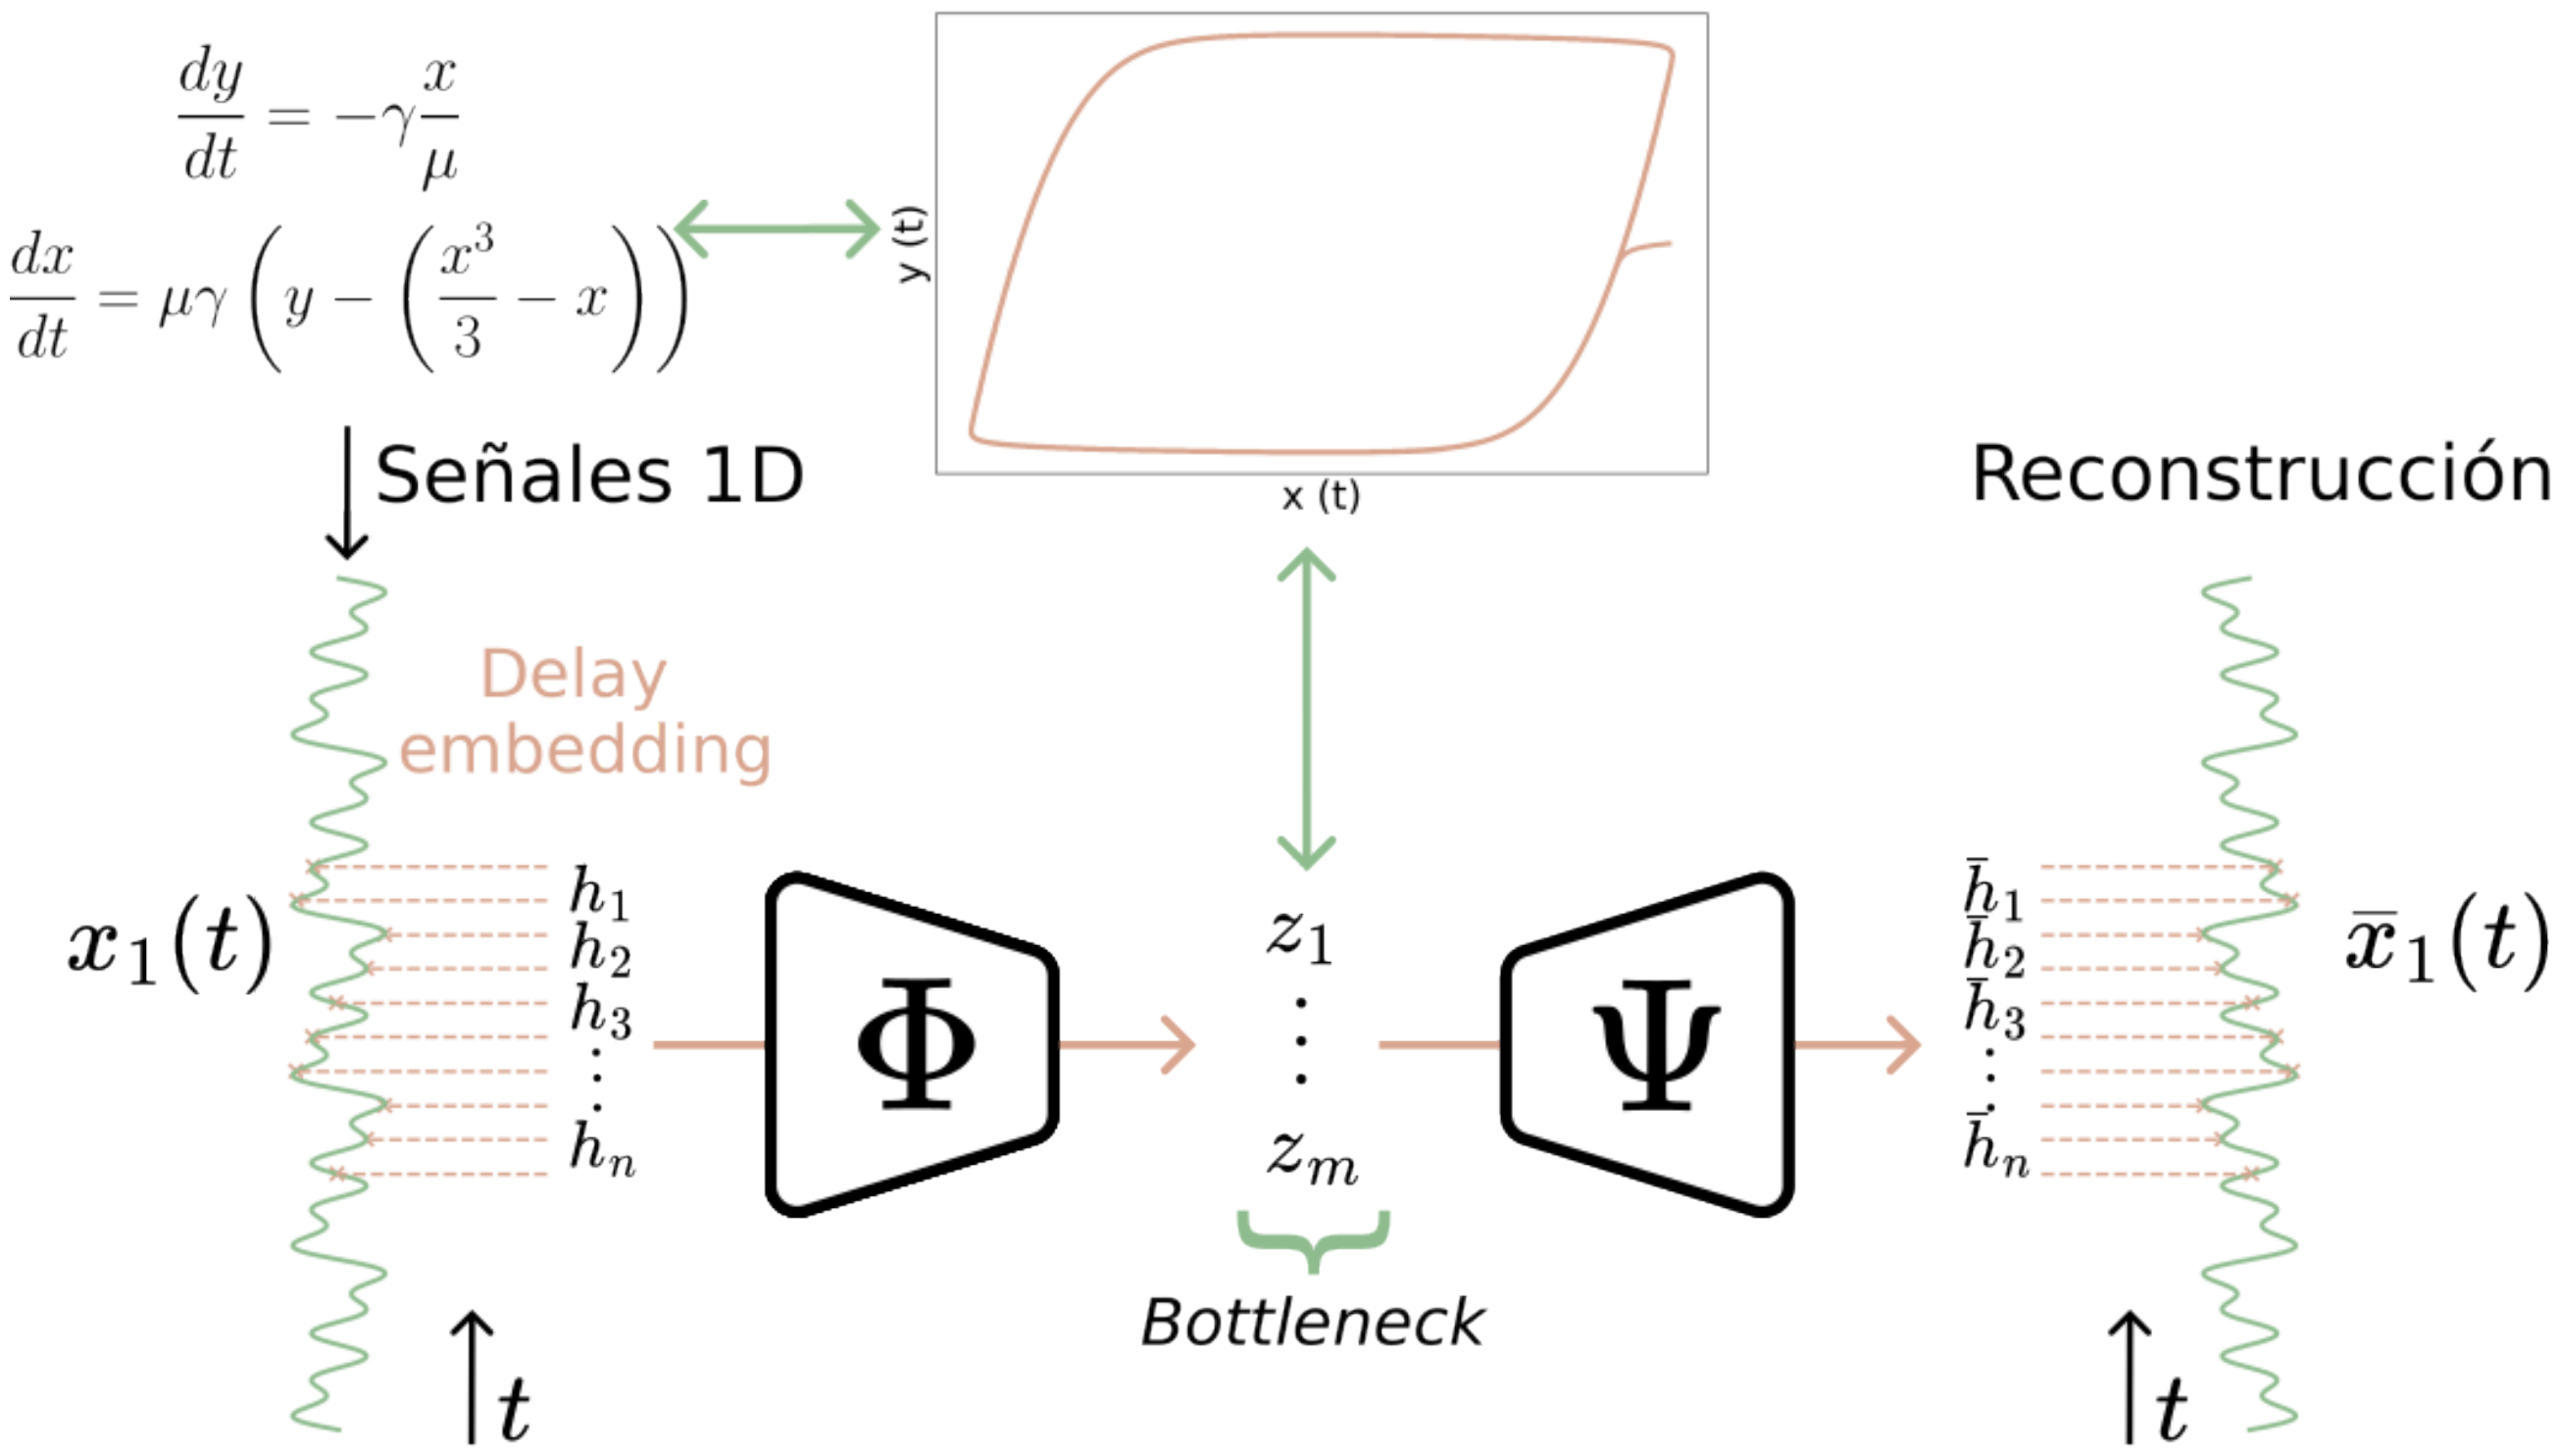 dy/dt = −γ x/μ
dx/dt = μγ ( y − ( x³/3 − x ) )
y (t)
x (t)
Señales 1D
Reconstrucción
Delay
embedding
x₁(t)
h₁
h₂
h₃
⋮
hₙ
Φ
z₁
⋮
zₘ
Bottleneck
Ψ
h̄₁
h̄₂
h̄₃
⋮
h̄ₙ
x̄₁(t)
t
t